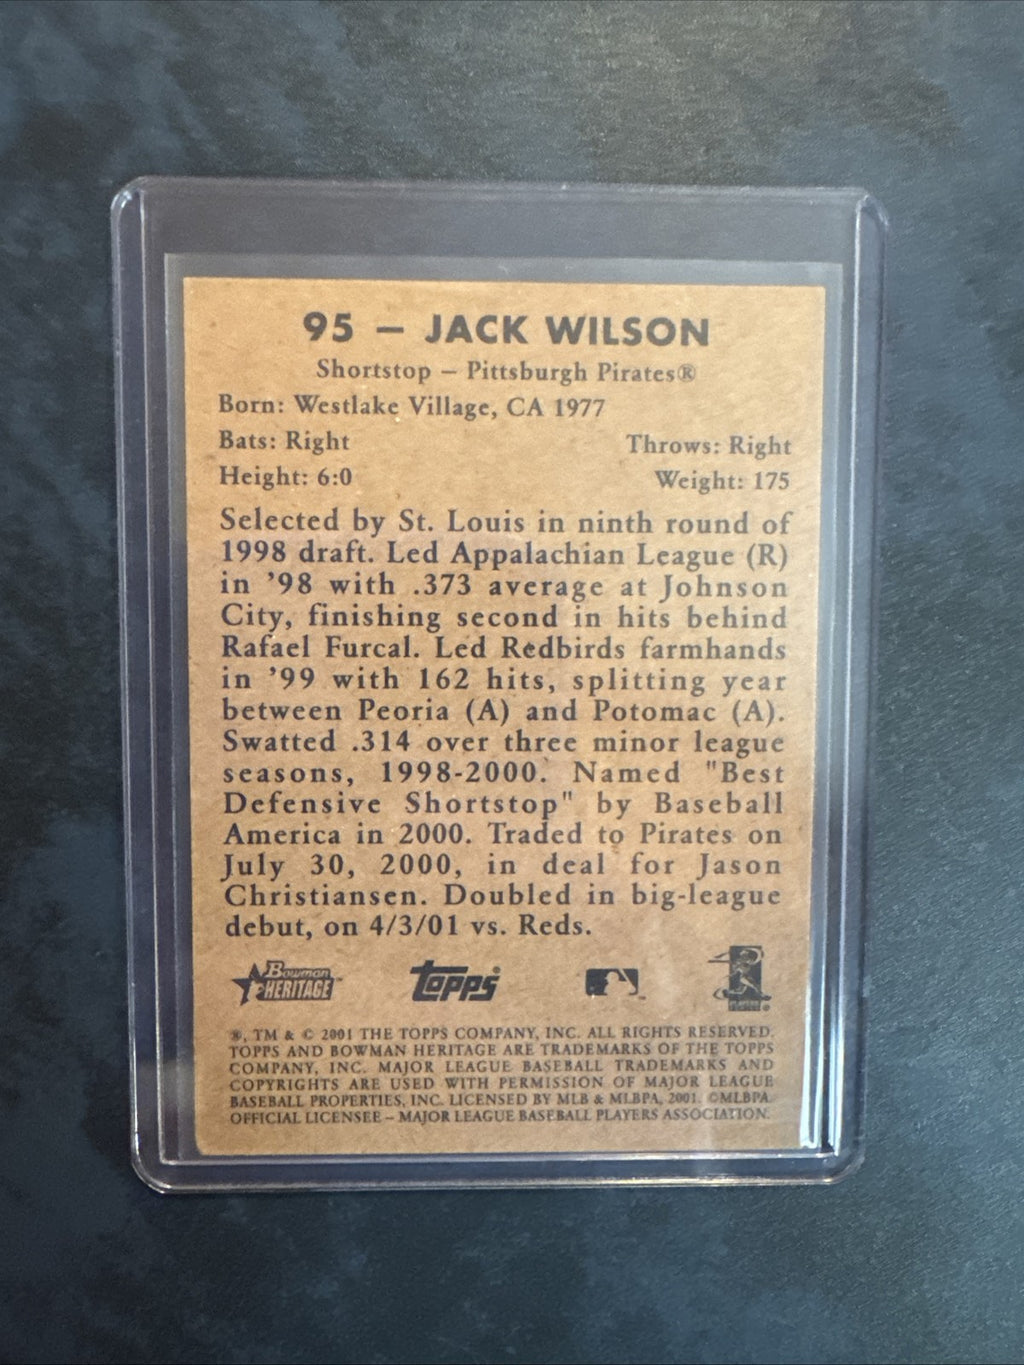 95 – JACK WILSON
Shortstop – Pittsburgh Pirates®
Born: Westlake Village, CA 1977
Bats: Right Throws: Right
Height: 6:0 Weight: 175
Selected by St. Louis in ninth round of
1998 draft. Led Appalachian League (R)
in '98 with .373 average at Johnson
City, finishing second in hits behind
Rafael Furcal. Led Redbirds farmhands
in '99 with 162 hits, splitting year
between Peoria (A) and Potomac (A).
Swatted .314 over three minor league
seasons, 1998-2000. Named "Best
Defensive Shortstop" by Baseball
America in 2000. Traded to Pirates on
July 30, 2000, in deal for Jason
Christiansen. Doubled in big-league
debut, on 4/3/01 vs. Reds.
Bowman HERITAGE™ Topps PLAYERS
®, TM & © 2001 THE TOPPS COMPANY, INC. ALL RIGHTS RESERVED.
TOPPS AND BOWMAN HERITAGE ARE TRADEMARKS OF THE TOPPS
COMPANY, INC. MAJOR LEAGUE BASEBALL TRADEMARKS AND
COPYRIGHTS ARE USED WITH PERMISSION OF MAJOR LEAGUE
BASEBALL PROPERTIES, INC. LICENSED BY MLB & MLBPA, 2001. ©MLBPA
OFFICIAL LICENSEE – MAJOR LEAGUE BASEBALL PLAYERS ASSOCIATION.